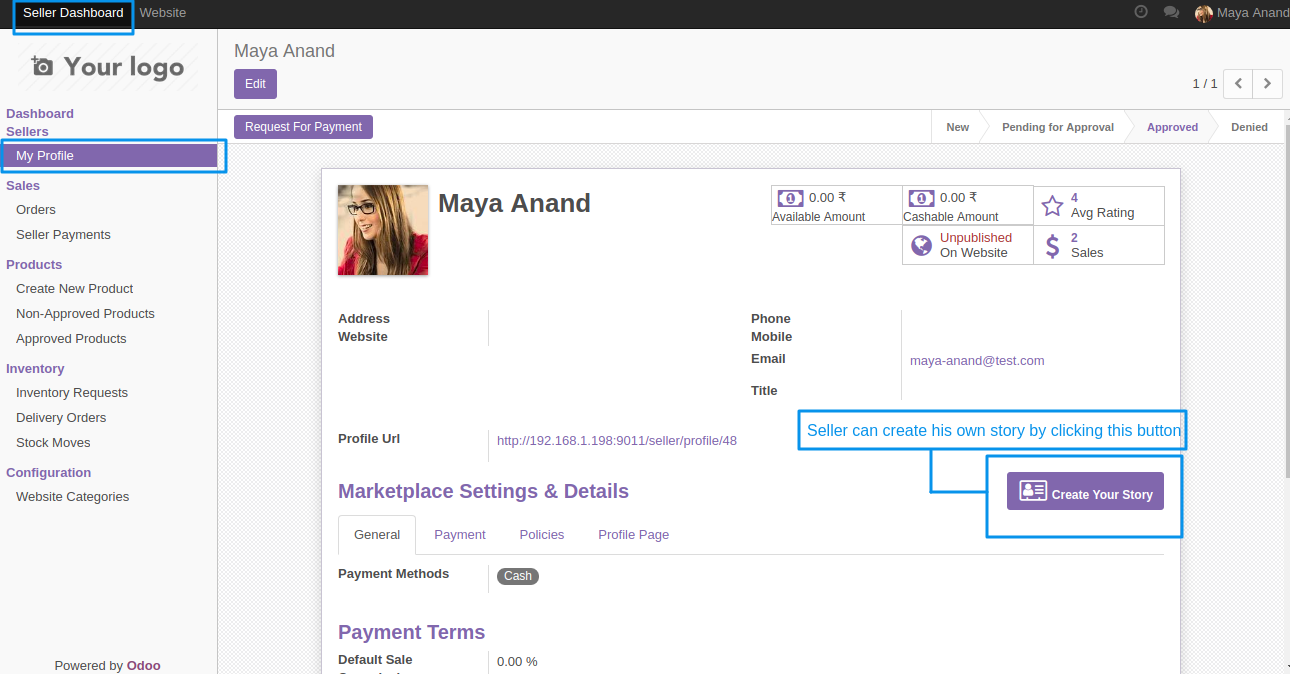 Seller Dashboard Website Maya Anand
Your logo
Maya Anand
Edit
1 / 1
Dashboard
Sellers
My Profile
Sales
Orders
Seller Payments
Products
Create New Product
Non-Approved Products
Approved Products
Inventory
Inventory Requests
Delivery Orders
Stock Moves
Configuration
Website Categories
Powered by Odoo
Request For Payment
New Pending for Approval Approved Denied
Maya Anand
0.00 ₹
Available Amount
0.00 ₹
Cashable Amount
4
Avg Rating
Unpublished
On Website
2
Sales
Address
Website
Phone
Mobile
Email maya-anand@test.com
Title
Profile Url http://192.168.1.198:9011/seller/profile/48
Seller can create his own story by clicking this button
Create Your Story
Marketplace Settings & Details
General Payment Policies Profile Page
Payment Methods Cash
Payment Terms
Default Sale 0.00 %